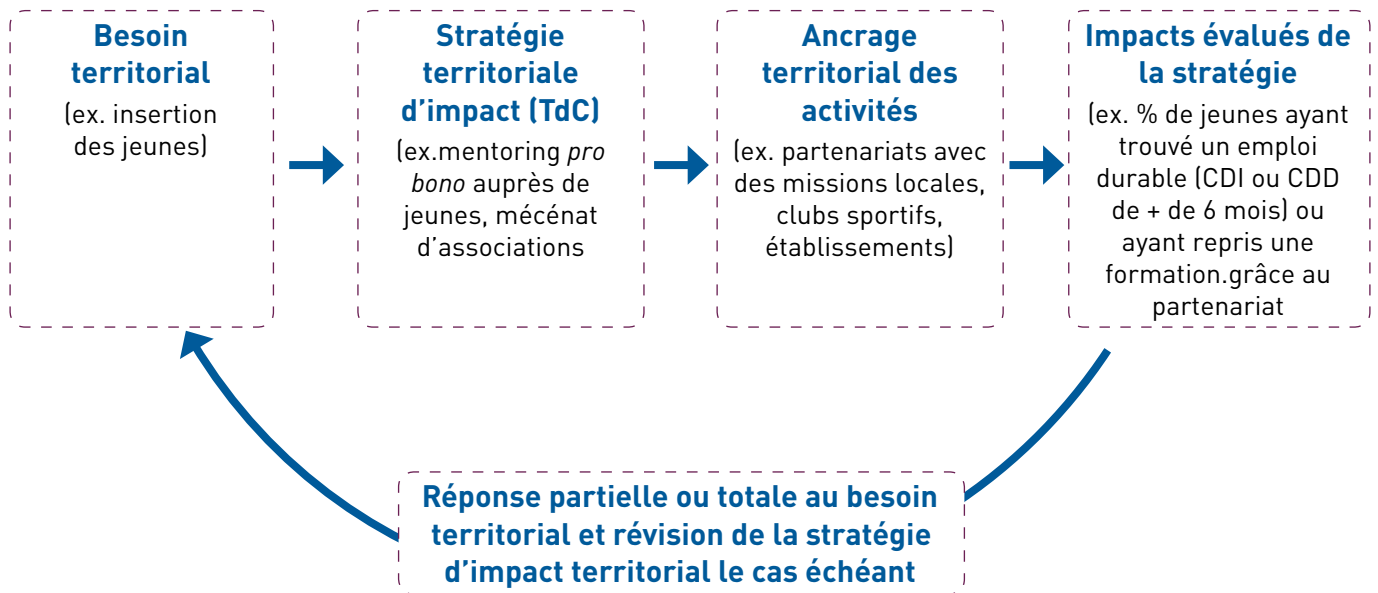 Besoin
territorial
(ex. insertion
des jeunes)
Stratégie
territoriale
d'impact (TdC)
(ex.mentoring pro
bono auprès de
jeunes, mécénat
d'associations
Ancrage
territorial des
activités
(ex. partenariats avec
des missions locales,
clubs sportifs,
établissements)
Impacts évalués de
la stratégie
(ex. % de jeunes ayant
trouvé un emploi
durable (CDI ou CDD
de + de 6 mois) ou
ayant repris une
formation.grâce au
partenariat
Réponse partielle ou totale au besoin
territorial et révision de la stratégie
d'impact territorial le cas échéant